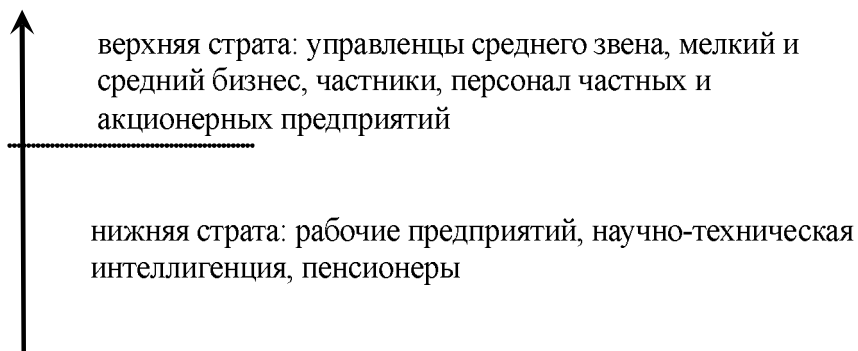 верхняя страта: управленцы среднего звена, мелкий и
средний бизнес, частники, персонал частных и
акционерных предприятий
нижняя страта: рабочие предприятий, научно-техническая
интеллигенция, пенсионеры